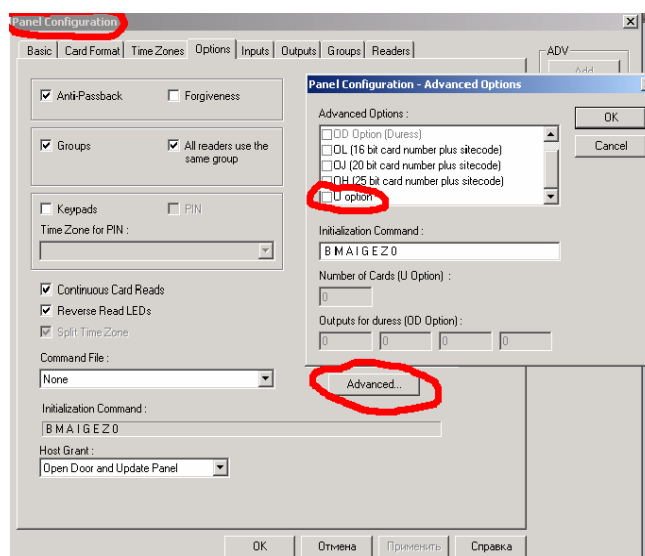 Panel Configuration
Basic Card Format Time Zones Options Inputs Outputs Groups Readers
ADV
Add
Anti-Passback Forgiveness
Groups All readers use the
same group
Keypads PIN
Time Zone for PIN :
Continuous Card Reads
Reverse Read LEDs
Split Time Zone
Command File :
None
Advanced...
Initialization Command :
B M A I G E Z 0
Host Grant :
Open Door and Update Panel
OK Отмена Применить Справка
Panel Configuration - Advanced Options
Advanced Options :
OD Option (Duress)
OL (16 bit card number plus sitecode)
OJ (20 bit card number plus sitecode)
OH (25 bit card number plus sitecode)
U option
OK
Cancel
Initialization Command :
B M A I G E Z 0
Number of Cards (U Option) :
0
Outputs for duress (OD Option) :
0 0 0 0